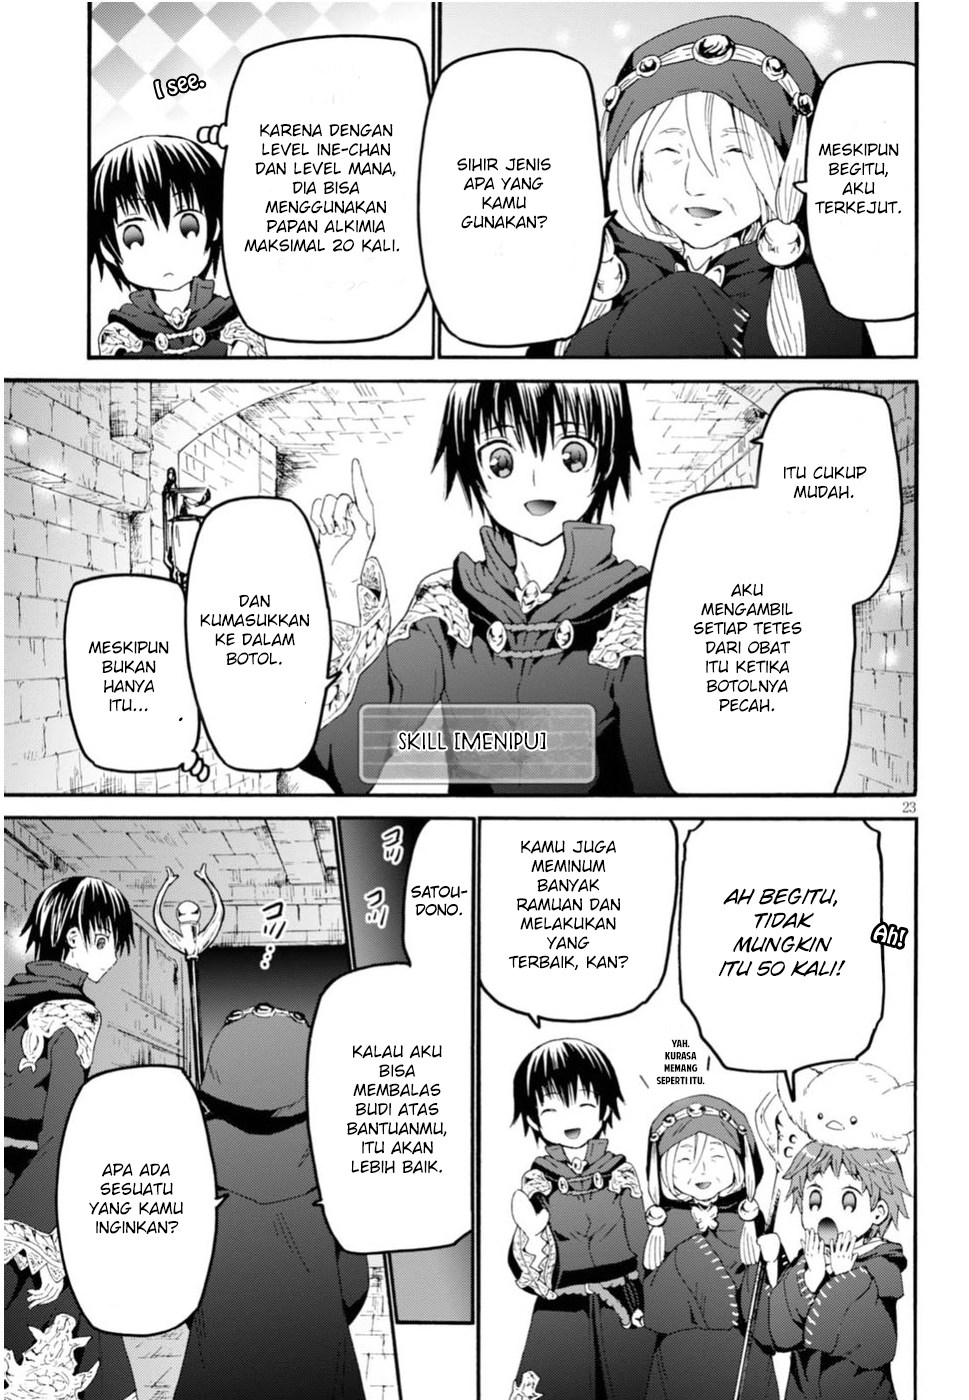 MESKIPUN
BEGITU,
AKU
TERKEJUT.
SIHIR JENIS
APA YANG
KAMU
GUNAKAN?
KARENA DENGAN
LEVEL INE-CHAN
DAN LEVEL MANA,
DIA BISA
MENGGUNAKAN
PAPAN ALKIMIA
MAKSIMAL 20 KALI.
I see.
ITU CUKUP
MUDAH.
AKU
MENGAMBIL
SETIAP TETES
DARI OBAT
ITU KETIKA
BOTOLNYA
PECAH.
DAN
KUMASUKKAN
KE DALAM
BOTOL.
MESKIPUN
BUKAN
HANYA
ITU...
SKILL [MENIPU]
23
AH BEGITU,
TIDAK
MUNGKIN
ITU 50 KALI!
Ah!
KAMU JUGA
MEMINUM
BANYAK
RAMUAN DAN
MELAKUKAN
YANG
TERBAIK, KAN?
YAH.
KURASA
MEMANG
SEPERTI ITU.
SATOU-
DONO.
コツ
コツ…
KALAU AKU
BISA
MEMBALAS
BUDI ATAS
BANTUANMU,
ITU AKAN
LEBIH BAIK.
APA ADA
SESUATU
YANG KAMU
INGINKAN?